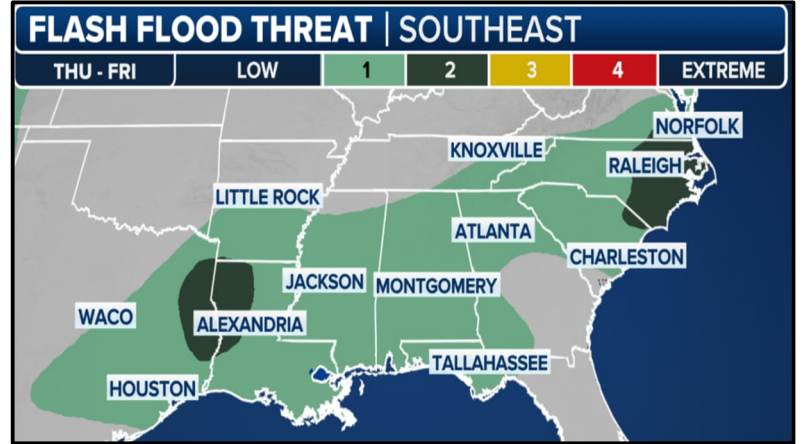 FLASH FLOOD THREAT | SOUTHEAST
THU - FRI LOW 1 2 3 4 EXTREME
NORFOLK
KNOXVILLE
RALEIGH
LITTLE ROCK
ATLANTA
CHARLESTON
JACKSON
MONTGOMERY
WACO
ALEXANDRIA
TALLAHASSEE
HOUSTON